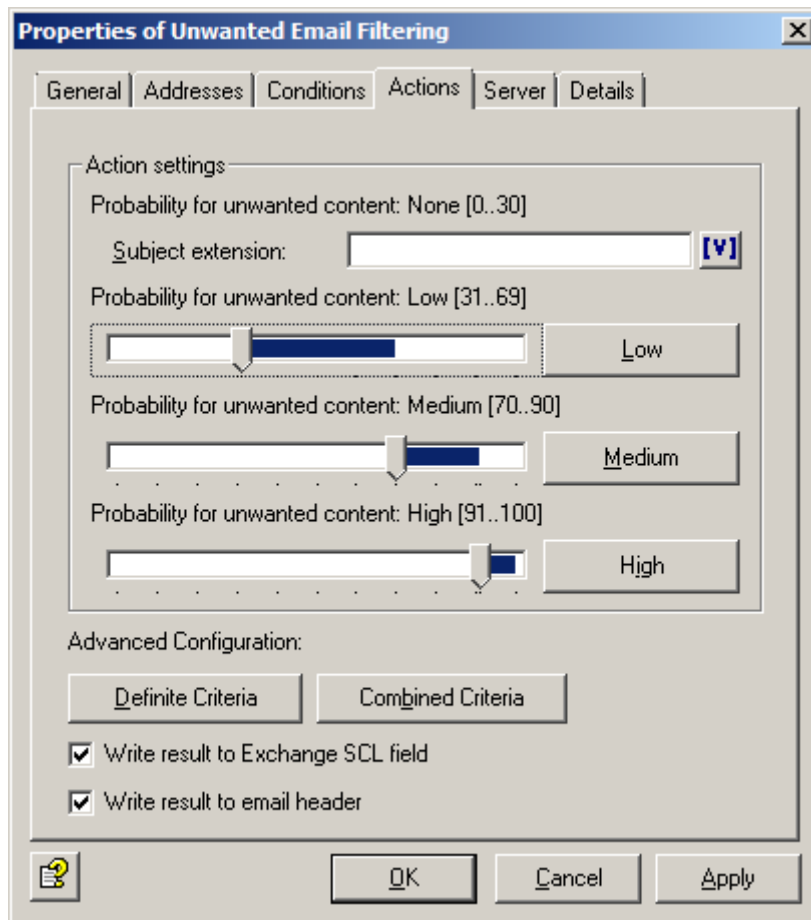 Properties of Unwanted Email Filtering
General Addresses Conditions Actions Server Details
Action settings
Probability for unwanted content: None [0..30]
Subject extension: [V]
Probability for unwanted content: Low [31..69]
Low
Probability for unwanted content: Medium [70..90]
Medium
Probability for unwanted content: High [91..100]
High
Advanced Configuration:
Definite Criteria Combined Criteria
Write result to Exchange SCL field
Write result to email header
OK Cancel Apply